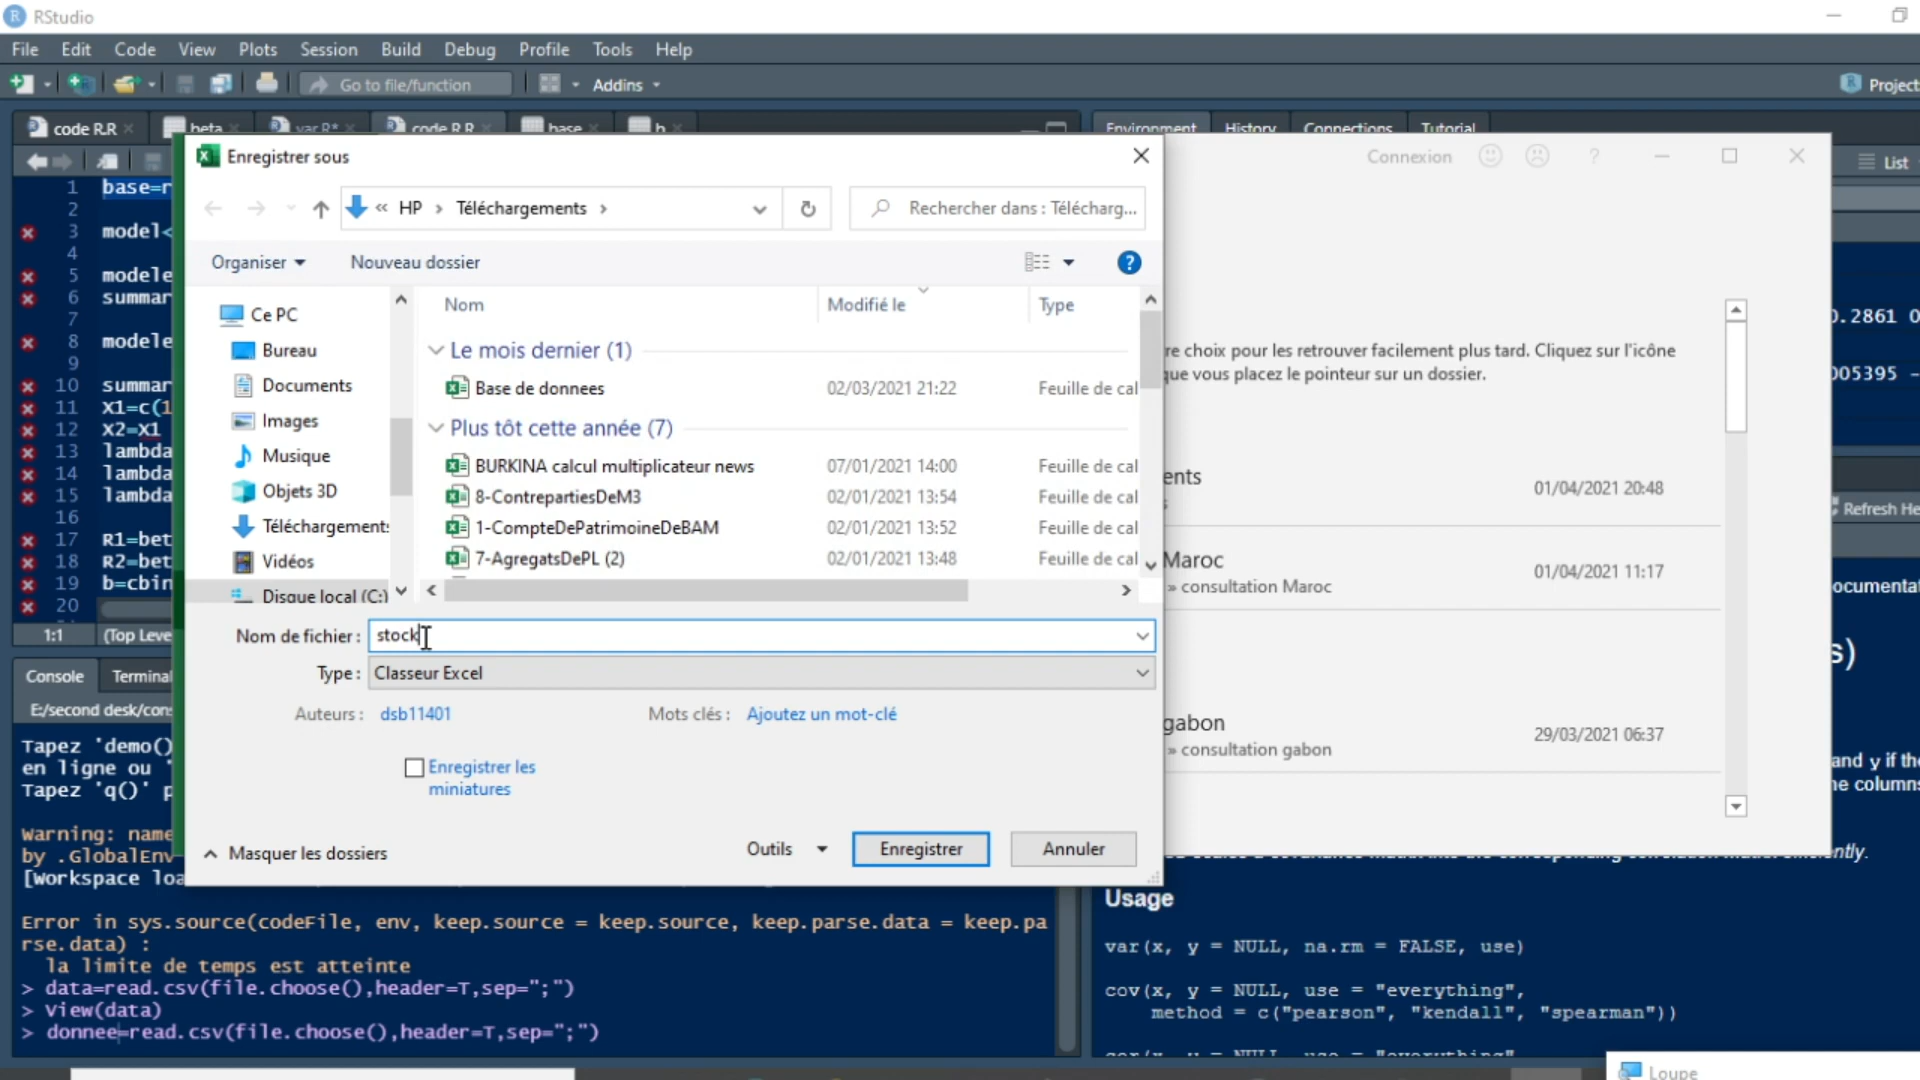 RStudio
File Edit Code View Plots Session Build Debug Profile Tools Help
Go to file/function Addins Project
code R.R beta var R* code R.R base b
Environment History Connections Tutorial
Enregistrer sous
Connexion ?
List
HP › Téléchargements ›
Rechercher dans : Télécharg...
Organiser Nouveau dossier ?
Ce PC
Bureau
Documents
Images
Musique
Objets 3D
Téléchargements
Vidéos
Disque local (C:)
Nom Modifié le Type
Le mois dernier (1)
Base de donnees 02/03/2021 21:22 Feuille de cal
Plus tôt cette année (7)
BURKINA calcul multiplicateur news 07/01/2021 14:00 Feuille de cal
8-ContrepartiesDeM3 02/01/2021 13:54 Feuille de cal
1-CompteDePatrimoineDeBAM 02/01/2021 13:52 Feuille de cal
7-AgregatsDePL (2) 02/01/2021 13:48 Feuille de cal
Nom de fichier : stock
Type : Classeur Excel
Auteurs : dsb11401 Mots clés : Ajoutez un mot-clé
Enregistrer les
miniatures
Masquer les dossiers Outils Enregistrer Annuler
1 base=r
2
3 model<
4
5 modele
6 summar
7
8 modele
9
10 summar
11 X1=c(1
12 X2=X1
13 lambda
14 lambda
15 lambda
16
17 R1=bet
18 R2=bet
19 b=cbin
20
1:1 (Top Leve
re choix pour les retrouver facilement plus tard. Cliquez sur l'icône
que vous placez le pointeur sur un dossier.
ents 01/04/2021 20:48
Maroc 01/04/2021 11:17
» consultation Maroc
gabon 29/03/2021 06:37
» consultation gabon
0.2861 0
005395 -
Refresh He
ocumenta
s)
and y if the
e columns
Console Terminal
E:/second desk/con
Tapez 'demo()
en ligne ou '
Tapez 'q()' p
Warning: name
by .GlobalEnv
[Workspace loa
Error in sys.source(codeFile, env, keep.source = keep.source, keep.parse.data = keep.pa
rse.data) :
la limite de temps est atteinte
> data=read.csv(file.choose(),header=T,sep=";")
> View(data)
> donnee=read.csv(file.choose(),header=T,sep=";")
ntly.
Usage
var(x, y = NULL, na.rm = FALSE, use)
cov(x, y = NULL, use = "everything",
method = c("pearson", "kendall", "spearman"))
Loupe